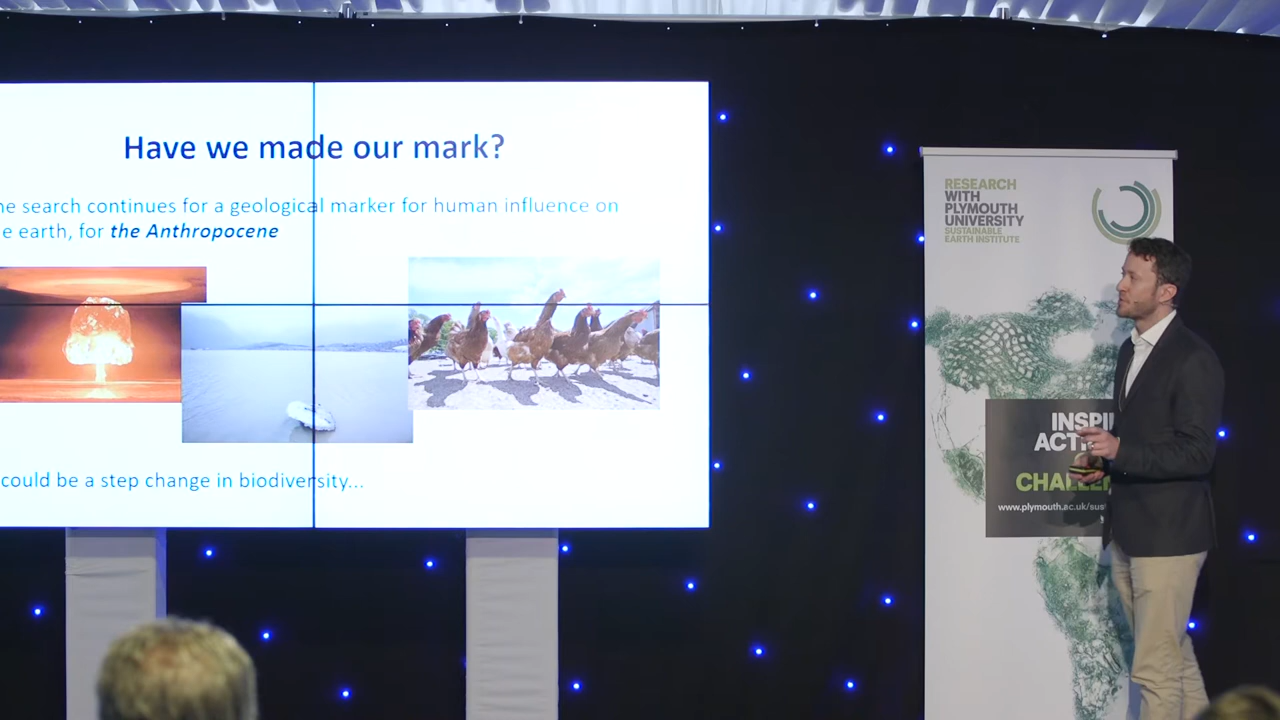 Have we made our mark?
he search continues for a geological marker for human influence on
e earth, for the Anthropocene
could be a step change in biodiversity...
RESEARCH
WITH
PLYMOUTH
UNIVERSITY
SUSTAINABLE
EARTH INSTITUTE
INSPI
ACT
CHALLE
www.plymouth.ac.uk/sus